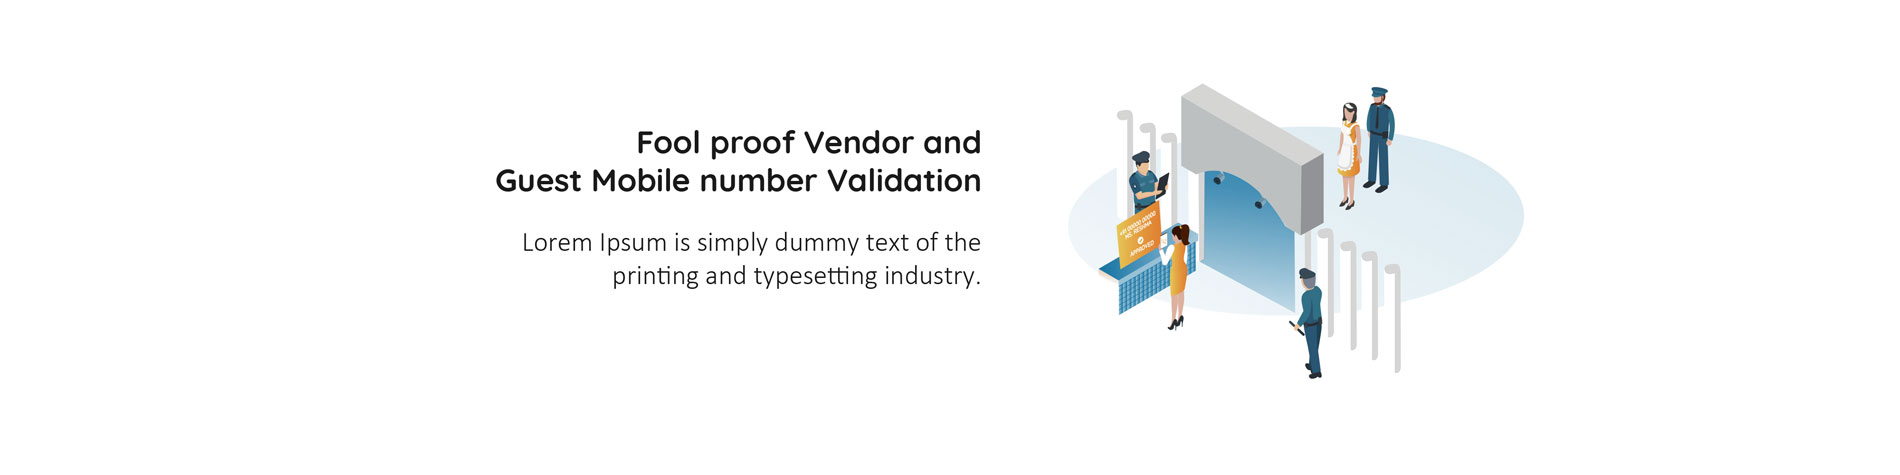 Fool proof Vendor and
Guest Mobile number Validation
Lorem Ipsum is simply dummy text of the
printing and typesetting industry.
+91 00000 00000
MS. RESHMA
APPROVED